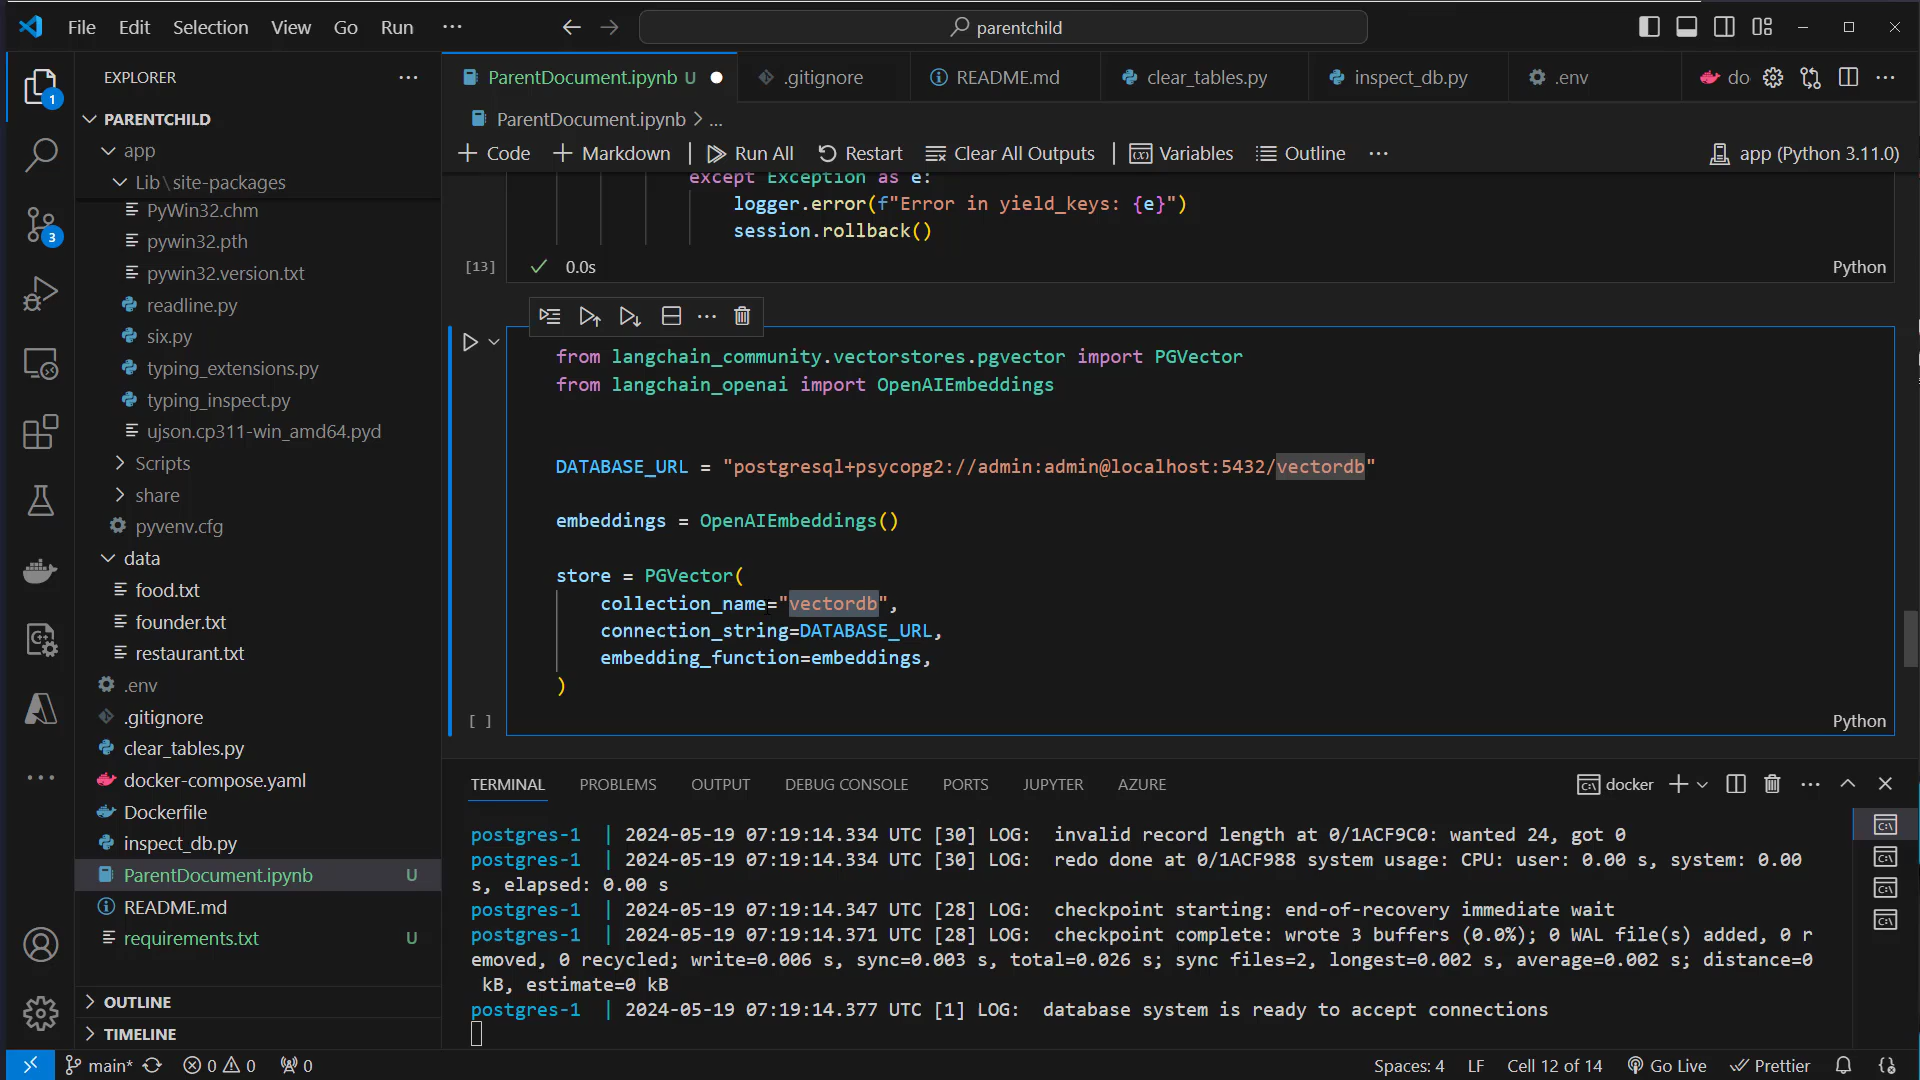 File Edit Selection View Go Run ··· parentchild
EXPLORER ···
PARENTCHILD
app
Lib\site-packages
PyWin32.chm
pywin32.pth
pywin32.version.txt
readline.py
six.py
typing_extensions.py
typing_inspect.py
ujson.cp311-win_amd64.pyd
Scripts
share
pyvenv.cfg
data
food.txt
founder.txt
restaurant.txt
.env
.gitignore
clear_tables.py
docker-compose.yaml
Dockerfile
inspect_db.py
ParentDocument.ipynb U
README.md
requirements.txt U
OUTLINE
TIMELINE
1
3
ParentDocument.ipynb U .gitignore README.md clear_tables.py inspect_db.py .env do
ParentDocument.ipynb > ...
+ Code + Markdown Run All Restart Clear All Outputs Variables Outline ··· app (Python 3.11.0)
except Exception as e:
logger.error(f"Error in yield_keys: {e}")
session.rollback()
[13] 0.0s Python
from langchain_community.vectorstores.pgvector import PGVector
from langchain_openai import OpenAIEmbeddings
DATABASE_URL = "postgresql+psycopg2://admin:admin@localhost:5432/vectordb"
embeddings = OpenAIEmbeddings()
store = PGVector(
collection_name="vectordb",
connection_string=DATABASE_URL,
embedding_function=embeddings,
)
[ ] Python
TERMINAL PROBLEMS OUTPUT DEBUG CONSOLE PORTS JUPYTER AZURE docker
postgres-1 | 2024-05-19 07:19:14.334 UTC [30] LOG: invalid record length at 0/1ACF9C0: wanted 24, got 0
postgres-1 | 2024-05-19 07:19:14.334 UTC [30] LOG: redo done at 0/1ACF988 system usage: CPU: user: 0.00 s, system: 0.00
s, elapsed: 0.00 s
postgres-1 | 2024-05-19 07:19:14.347 UTC [28] LOG: checkpoint starting: end-of-recovery immediate wait
postgres-1 | 2024-05-19 07:19:14.371 UTC [28] LOG: checkpoint complete: wrote 3 buffers (0.0%); 0 WAL file(s) added, 0 r
emoved, 0 recycled; write=0.006 s, sync=0.003 s, total=0.026 s; sync files=2, longest=0.002 s, average=0.002 s; distance=0
kB, estimate=0 kB
postgres-1 | 2024-05-19 07:19:14.377 UTC [1] LOG: database system is ready to accept connections
main* 0 0 0 Spaces: 4 LF Cell 12 of 14 Go Live Prettier